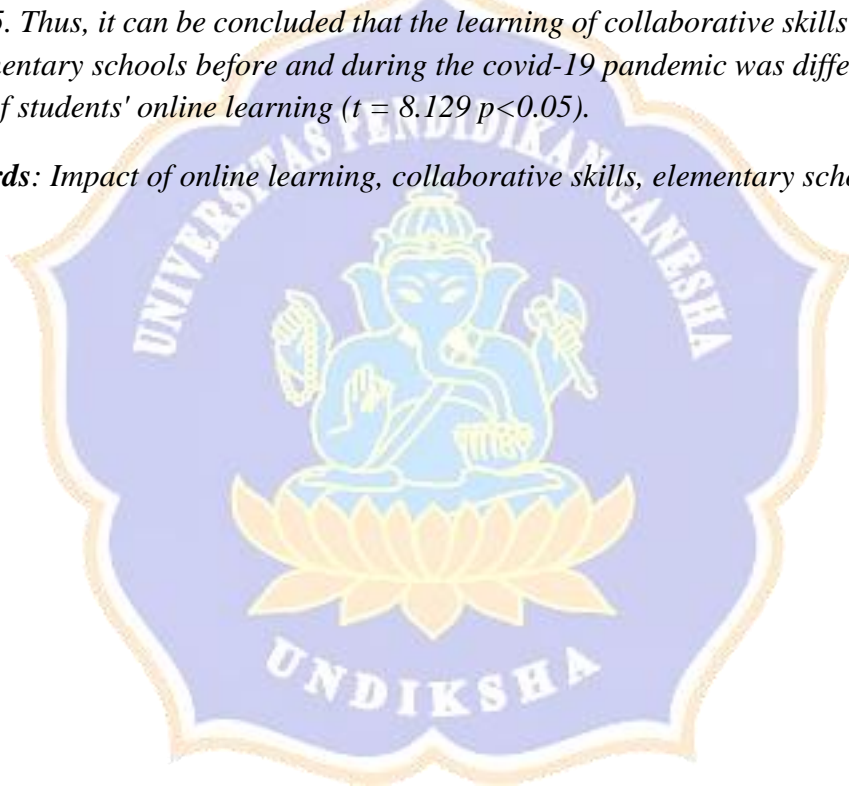 5. Thus, it can be concluded that the learning of collaborative skills
mentary schools before and during the covid-19 pandemic was diffe
of students' online learning (t = 8.129 p<0.05).
rds: Impact of online learning, collaborative skills, elementary scho
UNIVERSITAS PENDIDIKAN GANESHA
UNDIKSHA